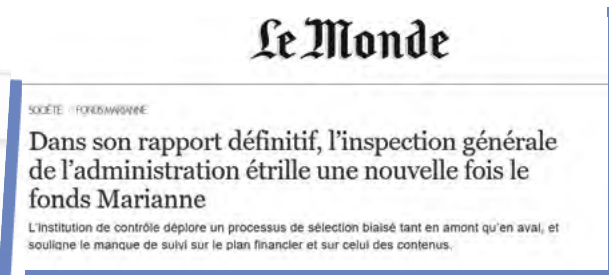 Le Monde
SOCIÉTÉ FONDS MARIANNE
Dans son rapport définitif, l'inspection générale
de l'administration étrille une nouvelle fois le
fonds Marianne
L'institution de contrôle déplore un processus de sélection biaisé tant en amont qu'en aval, et
souligne le manque de suivi sur le plan financier et sur celui des contenus.